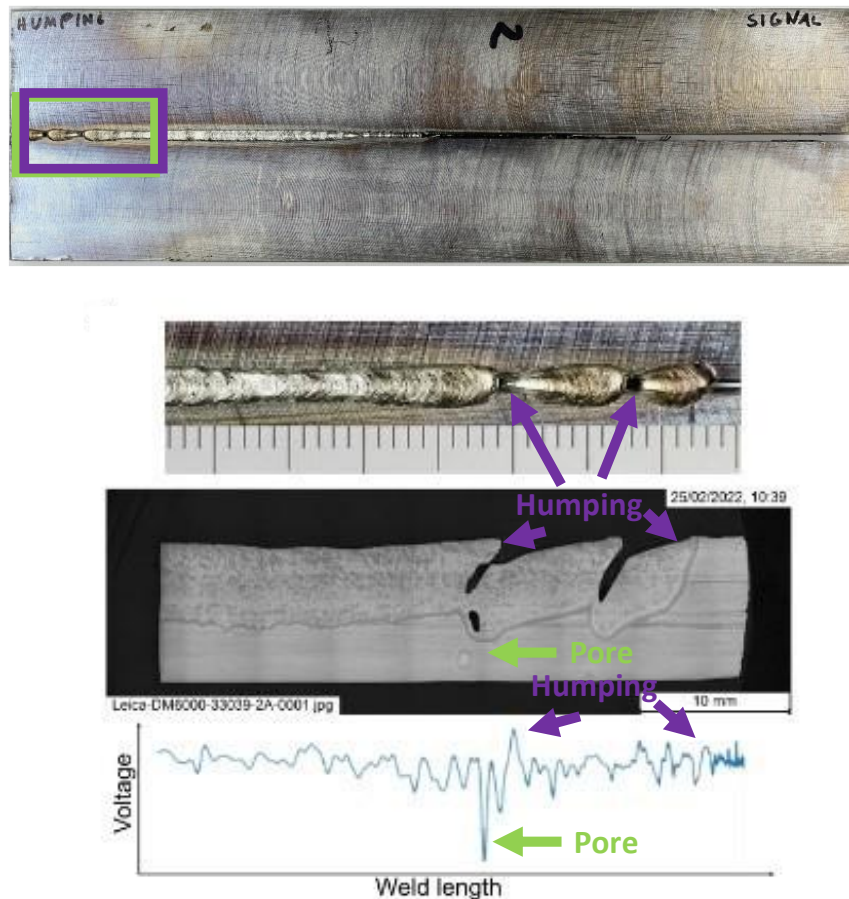 HUMPING
2
SIGNAL
Humping
25/02/2022, 10:39
Pore
Humping
Leica-DM6000-33039-2A-0001.jpg
10 mm
Voltage
Pore
Weld length